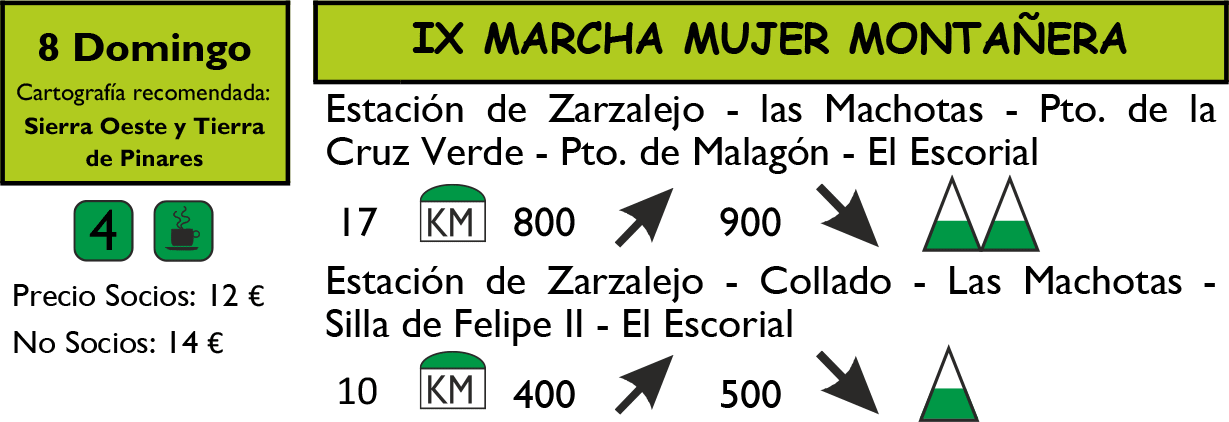 8 Domingo
Cartografía recomendada:
Sierra Oeste y Tierra
de Pinares
4
Precio Socios: 12 €
No Socios: 14 €
IX MARCHA MUJER MONTAÑERA
Estación de Zarzalejo - las Machotas - Pto. de la
Cruz Verde - Pto. de Malagón - El Escorial
17 KM 800 900
Estación de Zarzalejo - Collado - Las Machotas -
Silla de Felipe II - El Escorial
10 KM 400 500